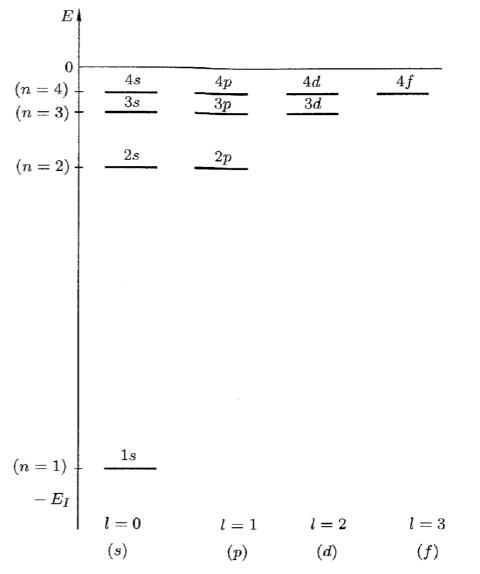 E
0
4s 4p 4d 4f
(n = 4)
3s 3p 3d
(n = 3)
2s 2p
(n = 2)
1s
(n = 1)
− E_I
l = 0 l = 1 l = 2 l = 3
(s) (p) (d) (f)